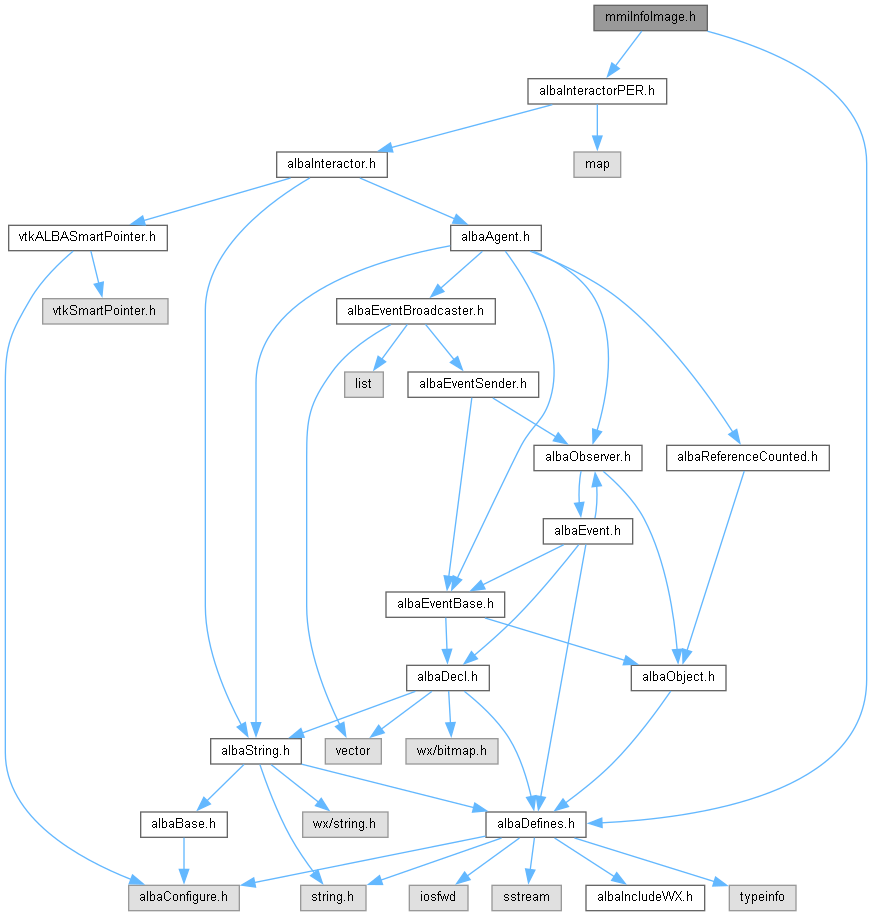 mmiInfoImage.h
albaInteractorPER.h
albaInteractor.h
map
vtkALBASmartPointer.h
albaAgent.h
vtkSmartPointer.h
albaEventBroadcaster.h
list
albaEventSender.h
albaObserver.h
albaReferenceCounted.h
albaEvent.h
albaEventBase.h
albaDecl.h
albaObject.h
albaString.h
vector
wx/bitmap.h
albaBase.h
wx/string.h
albaDefines.h
albaConfigure.h
string.h
iosfwd
sstream
albaIncludeWX.h
typeinfo